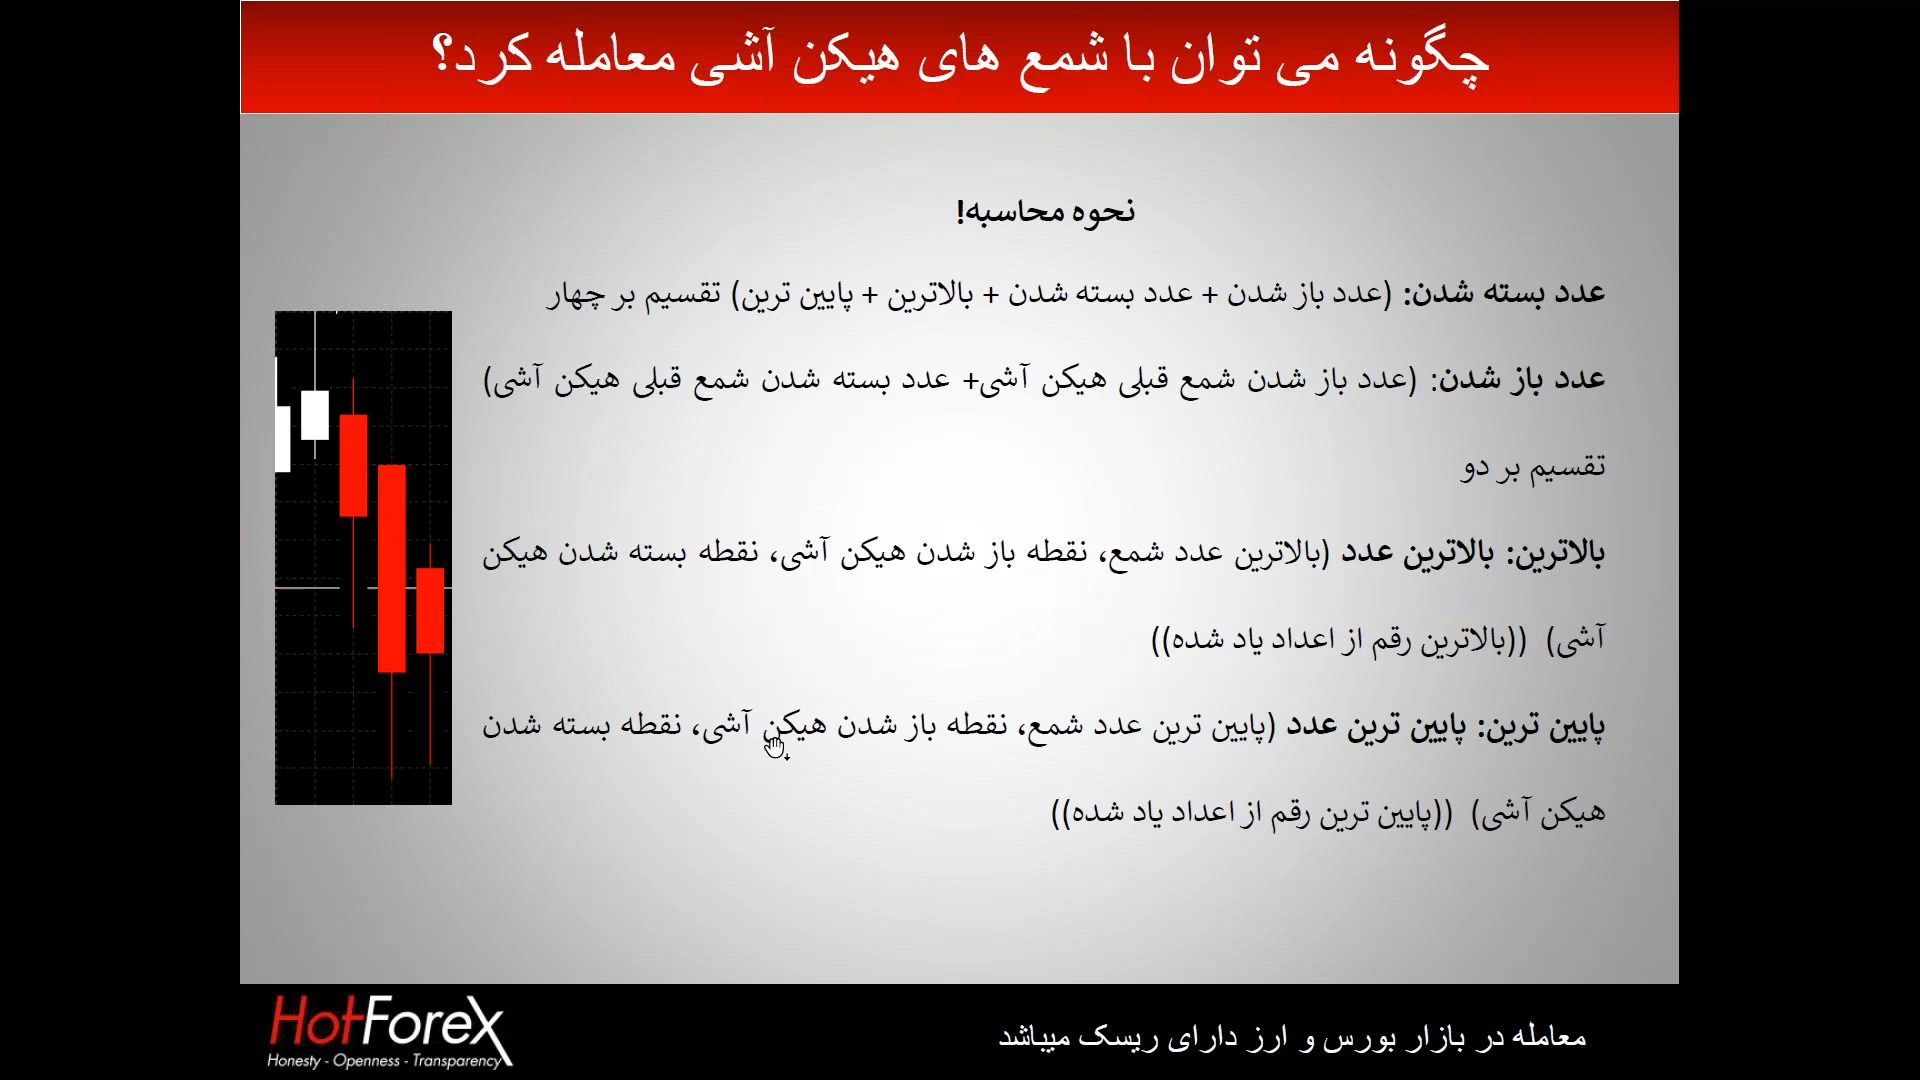 چگونه می توان با شمع های هیکن آشی معامله کرد؟
نحوه محاسبه!
عدد بسته شدن: (عدد باز شدن + عدد بسته شدن + بالاترین + پایین ترین) تقسیم بر چهار
عدد باز شدن: (عدد باز شدن شمع قبلی هیکن آشی+ عدد بسته شدن شمع قبلی هیکن آشی)
تقسیم بر دو
بالاترین: بالاترین عدد (بالاترین عدد شمع، نقطه باز شدن هیکن آشی، نقطه بسته شدن هیکن
آشی) ((بالاترین رقم از اعداد یاد شده))
پایین ترین: پایین ترین عدد (پایین ترین عدد شمع، نقطه باز شدن هیکن آشی، نقطه بسته شدن
هیکن آشی) ((پایین ترین رقم از اعداد یاد شده))
HotForex
Honesty - Openness - Transparency
معامله در بازار بورس و ارز دارای ریسک میباشد